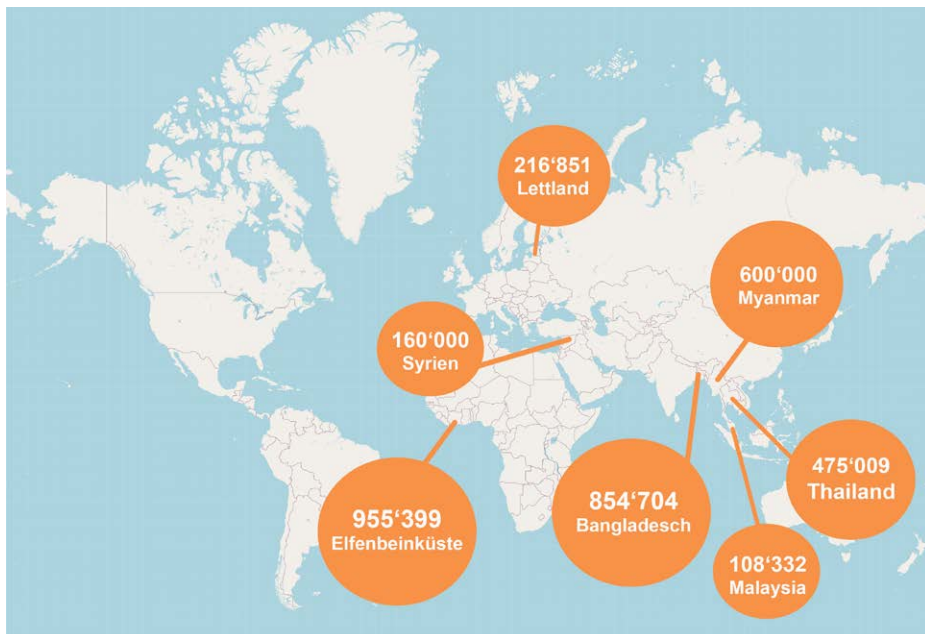 216‘851
Lettland
600‘000
Myanmar
160‘000
Syrien
475‘009
Thailand
854‘704
Bangladesch
955‘399
Elfenbeinküste
108‘332
Malaysia